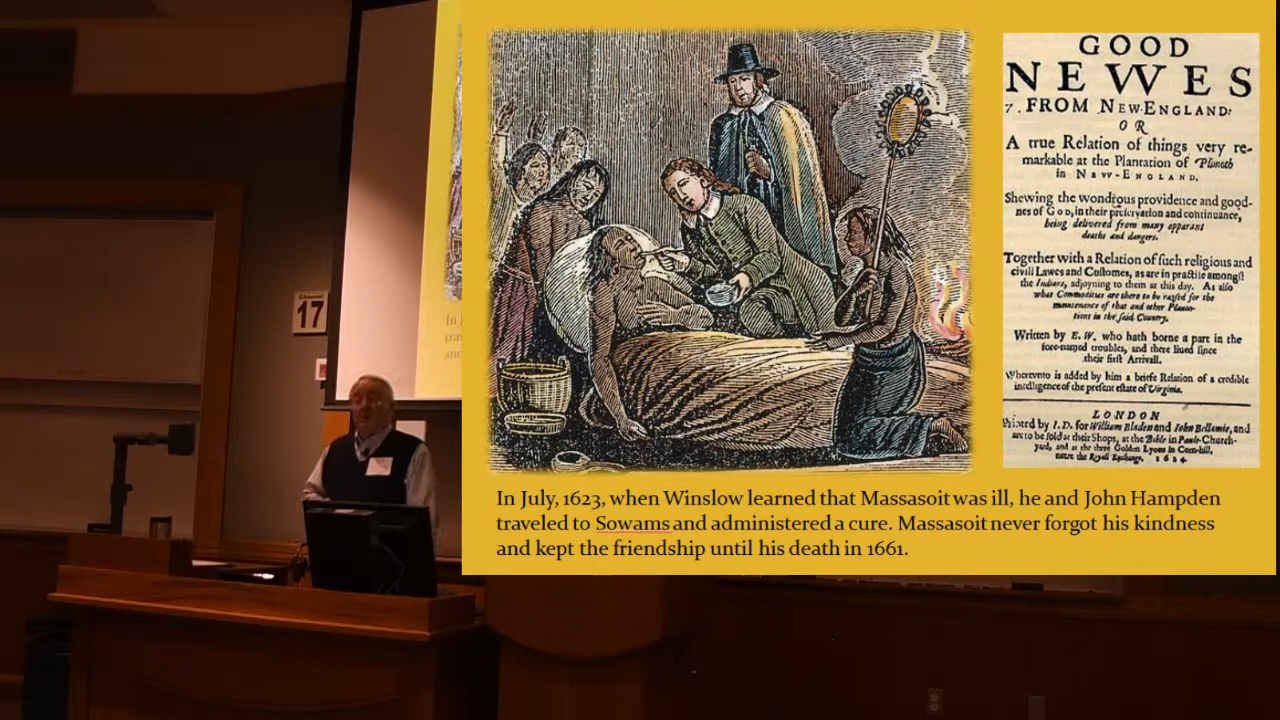 Channel
17
GOOD
NEWES
FROM NEW-ENGLAND:
OR
A true Relation of things very re-
markable at the Plantation of Plimoth
in NEW-ENGLAND.
Shewing the wondrous providence and good-
nes of GOD, in their preservation and continuance,
being delivered from many apparant
deaths and dangers.
Together with a Relation of such religious and
civill Lawes and Customes, as are in practise amongst
the Indians, adjoyning to them at this day. As also
what Commodities are there to be raysed for the
maintenance of that and other Planta-
tions in the said Country.
Written by E. W. who hath borne a part in the
fore-named troubles, and there lived since
their first Arrivall.
Wherevnto is added by him a briefe Relation of a credible
intelligence of the present estate of Virginia.
LONDON
Printed by I. D. for William Bladen and Iohn Bellamie, and
are to be sold at their Shops, at the Bible in Pauls-Church-
yard, and at the three Golden Lyons in Corn-hill,
neere the Royall Exchange. 1624
In July, 1623, when Winslow learned that Massasoit was ill, he and John Hampden
traveled to Sowams and administered a cure. Massasoit never forgot his kindness
and kept the friendship until his death in 1661.